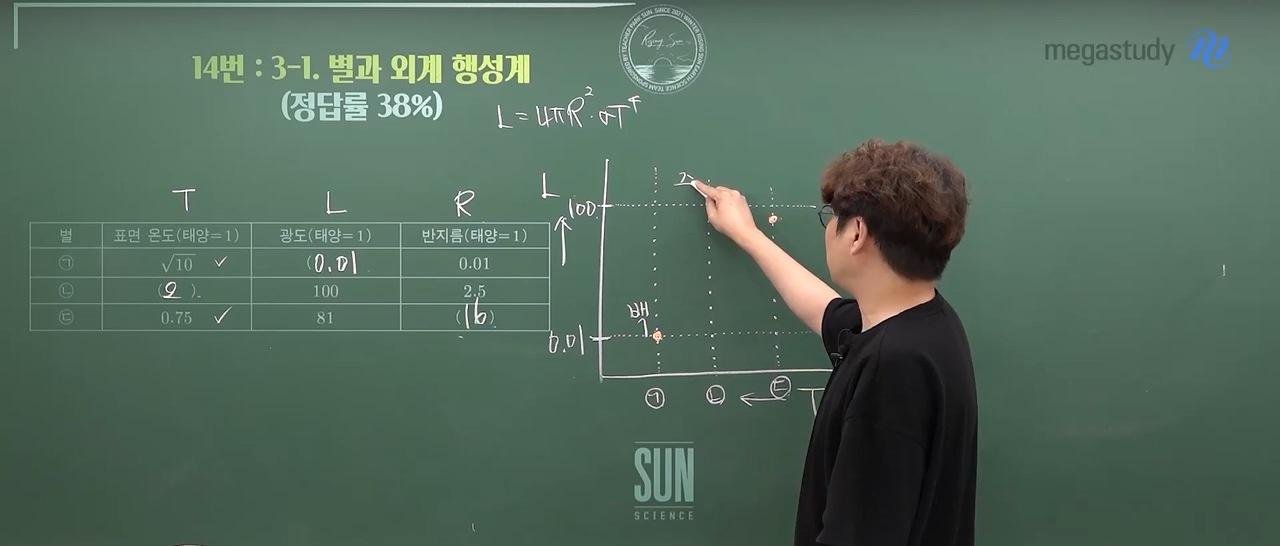 megastudy
14번 : 3-1. 별과 외계 행성계
(정답률 38%)
L = 4πR²·σT⁴
T L R
별 표면 온도(태양=1) 광도(태양=1) 반지름(태양=1)
㉠ √10 ✓ (0.01 0.01
㉡ (2). 100 2.5
㉢ 0.75 ✓ 81 (16)
L
100
백
0.01
㉠ ㉡ ㉢ T
SUN
SCIENCE